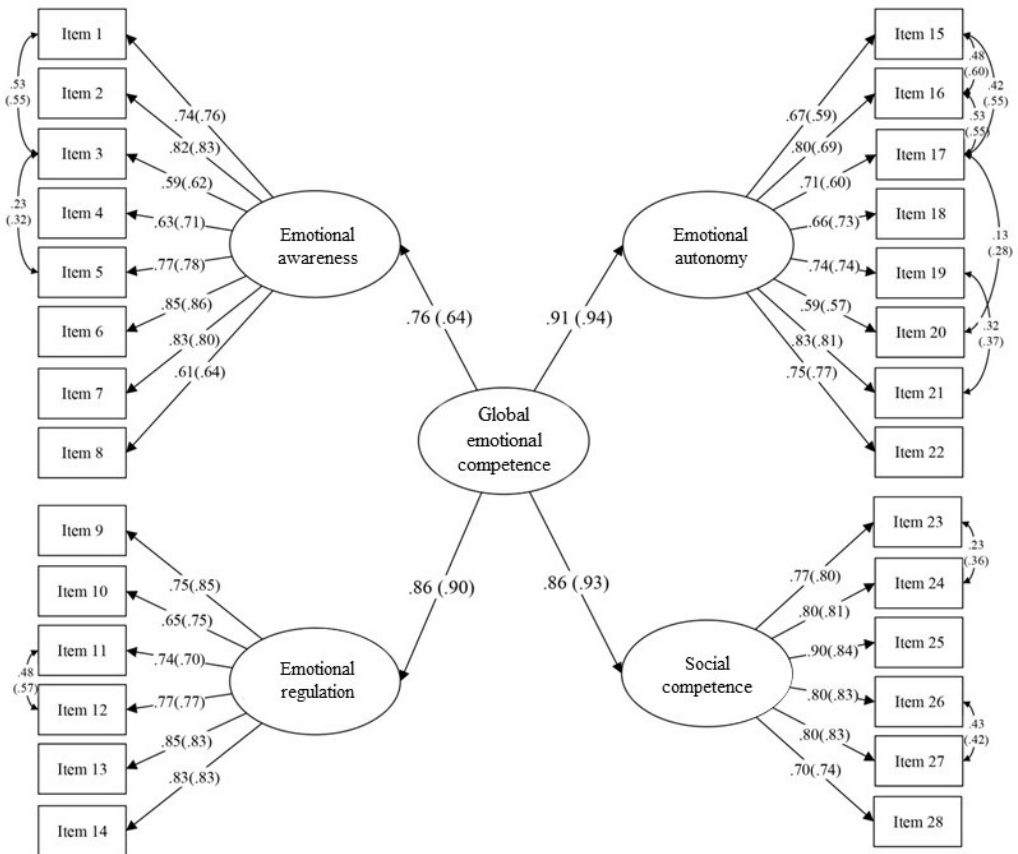 Item 1
Item 2
Item 3
Item 4
Item 5
Item 6
Item 7
Item 8
.53
(.55)
.23
(.32)
.74(.76)
.82(.83)
.59(.62)
.63(.71)
.77(.78)
.85(.86)
.83(.80)
.61(.64)
Emotional
awareness
.76 (.64)
Item 15
Item 16
Item 17
Item 18
Item 19
Item 20
Item 21
Item 22
.48
(.60)
.42
(.55)
.53
(.55)
.13
(.28)
.32
(.37)
.67(.59)
.80(.69)
.71(.60)
.66(.73)
.74(.74)
.59(.57)
.83(.81)
.75(.77)
Emotional
autonomy
.91 (.94)
Global
emotional
competence
Item 9
Item 10
Item 11
Item 12
Item 13
Item 14
.48
(.57)
.75(.85)
.65(.75)
.74(.70)
.77(.77)
.85(.83)
.83(.83)
Emotional
regulation
.86 (.90)
.86 (.93)
Social
competence
.77(.80)
.80(.81)
.90(.84)
.80(.83)
.80(.83)
.70(.74)
Item 23
Item 24
Item 25
Item 26
Item 27
Item 28
.23
(.36)
.43
(.42)